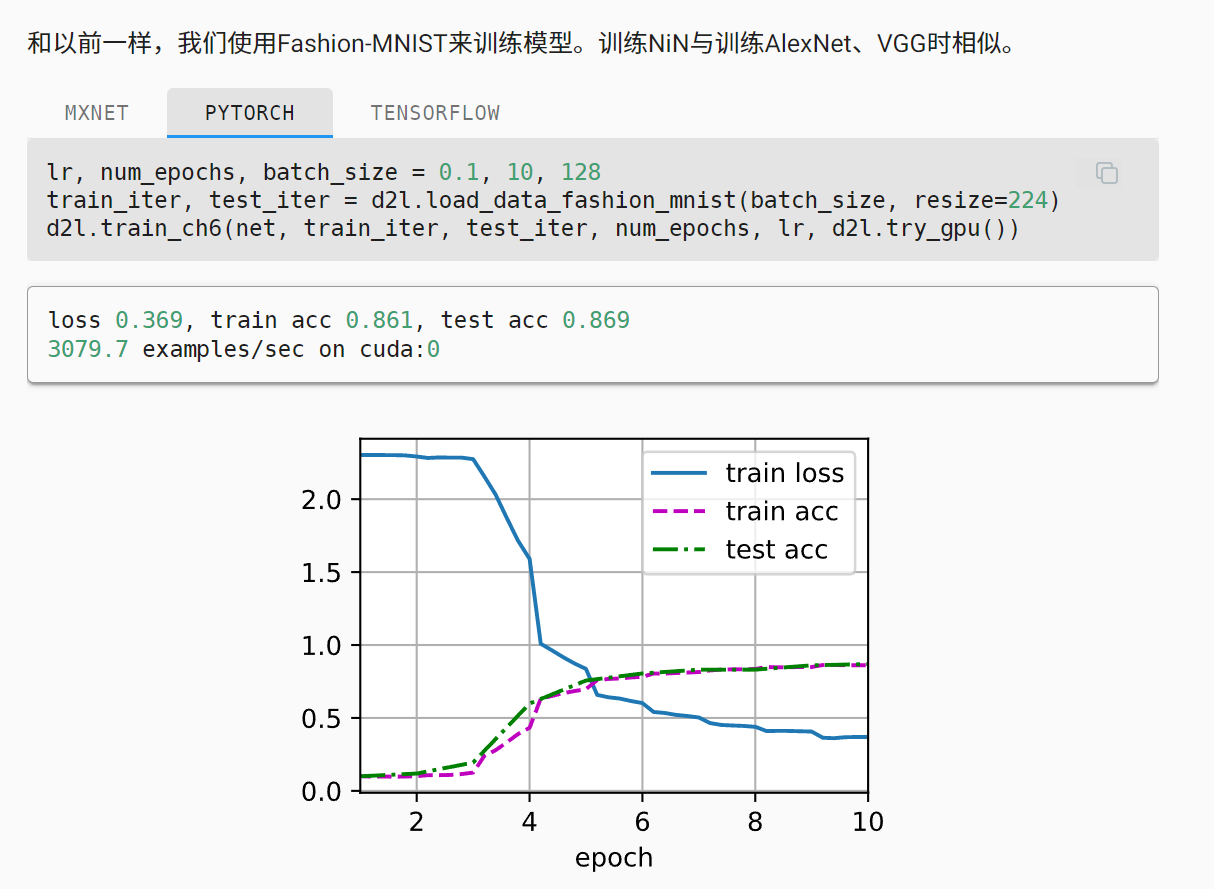 和以前一样，我们使用Fashion-MNIST来训练模型。训练NiN与训练AlexNet、VGG时相似。
MXNET PYTORCH TENSORFLOW
lr, num_epochs, batch_size = 0.1, 10, 128
train_iter, test_iter = d2l.load_data_fashion_mnist(batch_size, resize=224)
d2l.train_ch6(net, train_iter, test_iter, num_epochs, lr, d2l.try_gpu())
loss 0.369, train acc 0.861, test acc 0.869
3079.7 examples/sec on cuda:0
train loss
train acc
test acc
2.0
1.5
1.0
0.5
0.0
2 4 6 8 10
epoch